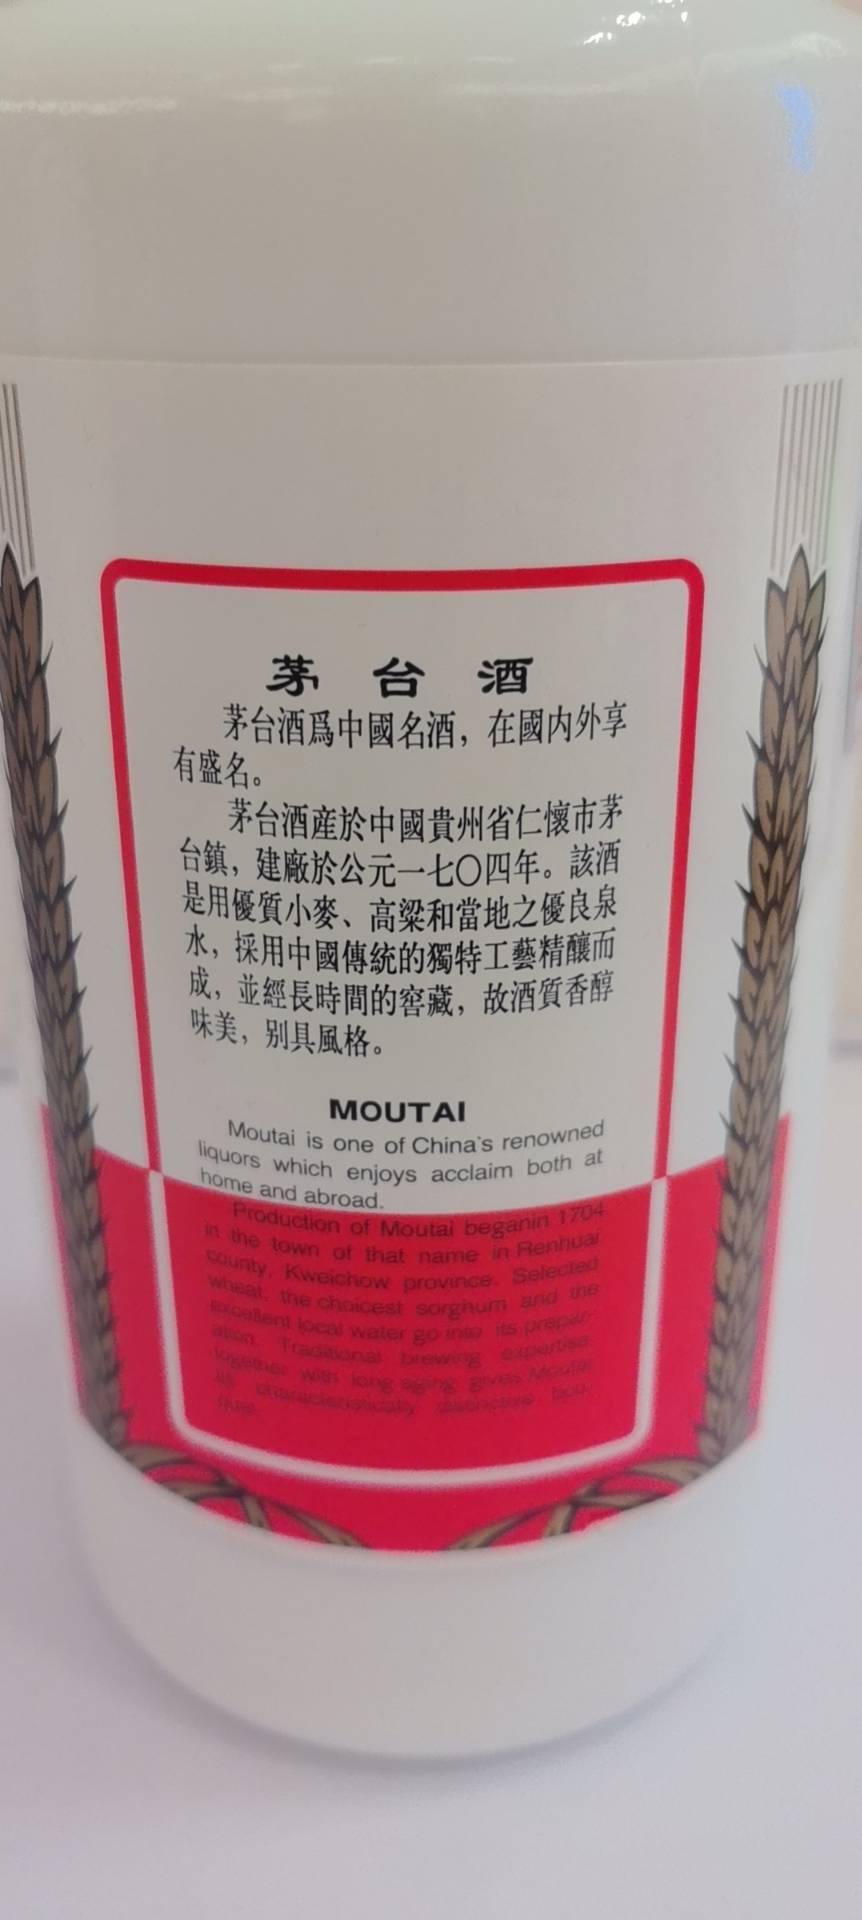 茅台酒
茅台酒爲中國名酒，在國内外享
有盛名。
茅台酒産於中國貴州省仁懷市茅
台鎮，建廠於公元一七〇四年。該酒
是用優質小麥、高粱和當地之優良泉
水，採用中國傳統的獨特工藝精釀而
成，並經長時間的窖藏，故酒質香醇
味美，别具風格。
MOUTAI
Moutai is one of China's renowned
liquors which enjoys acclaim both at
home and abroad.
Production of Moutai beganin 1704
in the town of that name in Renhuai
county, Kweichow province. Selected
wheat, the choicest sorghum and the
excellent local water go into its prepar-
ation. Traditional brewing expertise
together with long aging gives Moutai
its characteristically distinctive bou-
quet.